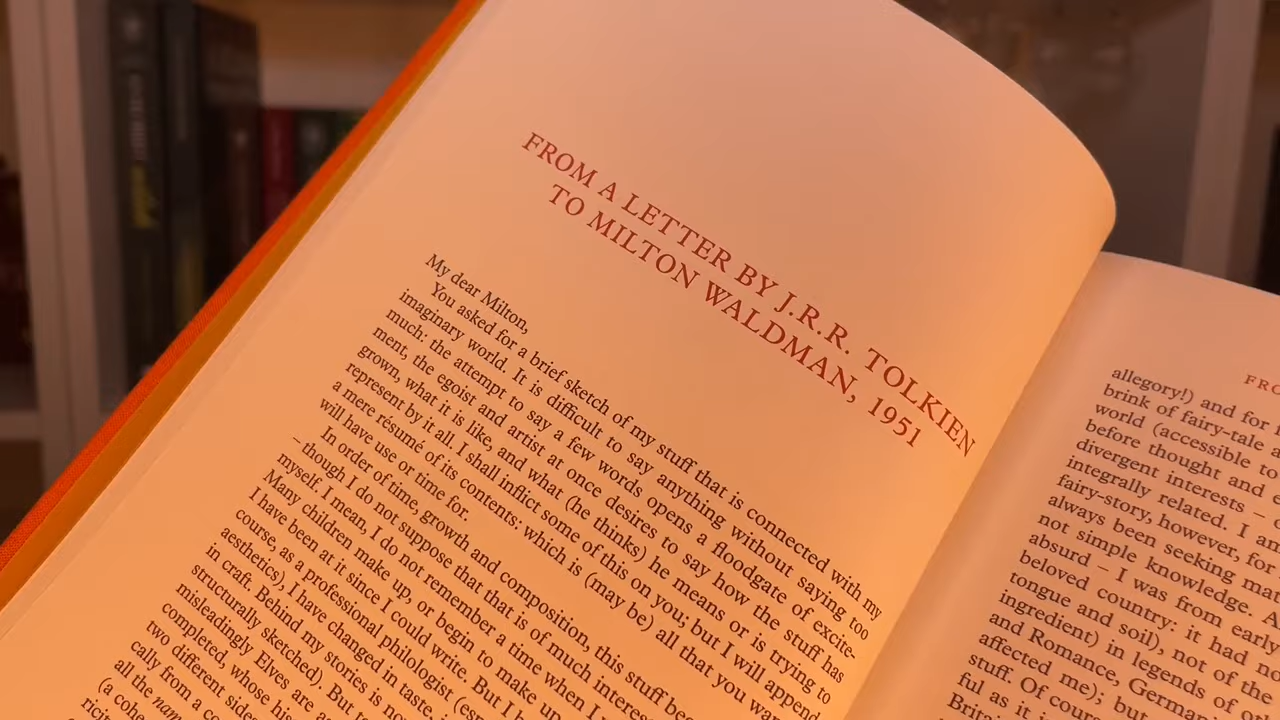 FROM A LETTER BY J.R.R. TOLKIEN
TO MILTON WALDMAN, 1951
My dear Milton,
You asked for a brief sketch of my stuff that is connected with my
imaginary world. It is difficult to say anything without saying too
much: the attempt to say a few words opens a floodgate of excite-
ment, the egoist and artist at once desires to say how the stuff has
grown, what it is like, and what (he thinks) he means or is trying to
represent by it all. I shall inflict some of this on you; but I will append
a mere résumé of its contents: which is (may be) all that you
will have use or time for.
In order of time, growth and composition, this stuff
– though I do not suppose that that is of much
myself. I mean, I do not remember a time when I
Many children make up, or begin to make up
I have been at it since I could write. But I
course, as a professional philologist
aesthetics), I have changed in taste,
in craft. Behind my stories is
structurally sketched). But
misleadingly Elves are
completed, whose
two different
cally from a
all the
(a
allegory!) and for
brink of fairy-tale
world (accessible to
before thought and
divergent interests –
integrally related. I am
fairy-story, however, for
always been seeking
not simple knowledge.
absurd – I was from early
beloved country: it had no
tongue and soil), not of the
ingredient) in legends of
and Romance,
affected me); but
stuff. Of
ful as it